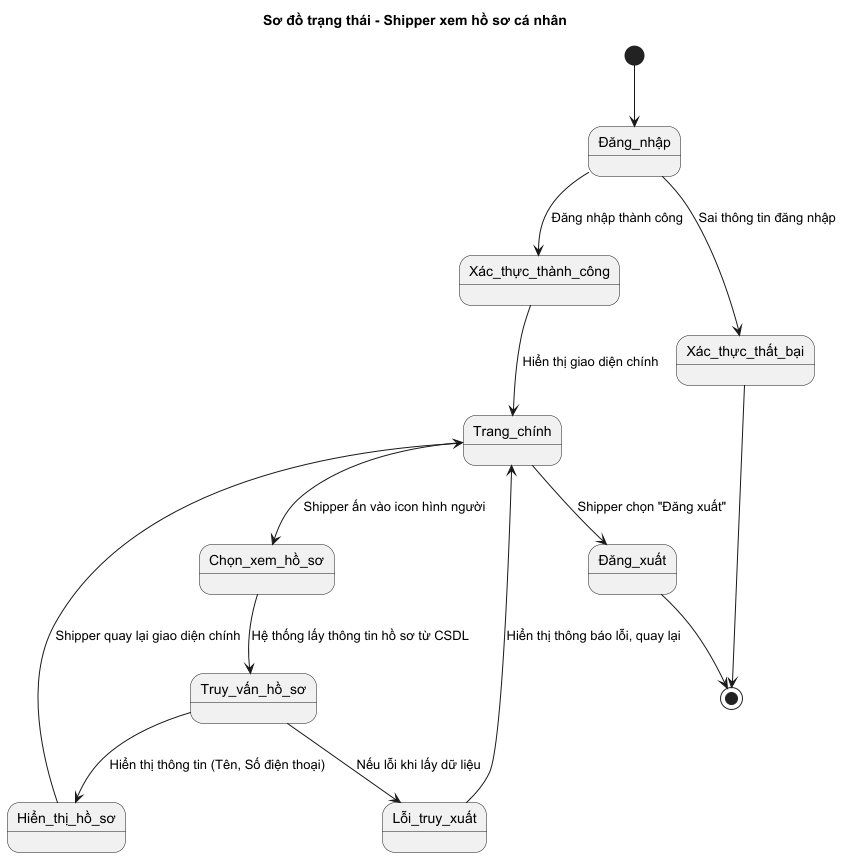 Sơ đồ trạng thái - Shipper xem hồ sơ cá nhân
Đăng_nhập
Đăng nhập thành công
Sai thông tin đăng nhập
Xác_thực_thành_công
Xác_thực_thất_bại
Hiển thị giao diện chính
Trang_chính
Shipper ấn vào icon hình người
Shipper chọn "Đăng xuất"
Chọn_xem_hồ_sơ
Đăng_xuất
Shipper quay lại giao diện chính
Hệ thống lấy thông tin hồ sơ từ CSDL
Hiển thị thông báo lỗi, quay lại
Truy_vấn_hồ_sơ
Hiển thị thông tin (Tên, Số điện thoại)
Nếu lỗi khi lấy dữ liệu
Hiển_thị_hồ_sơ
Lỗi_truy_xuất